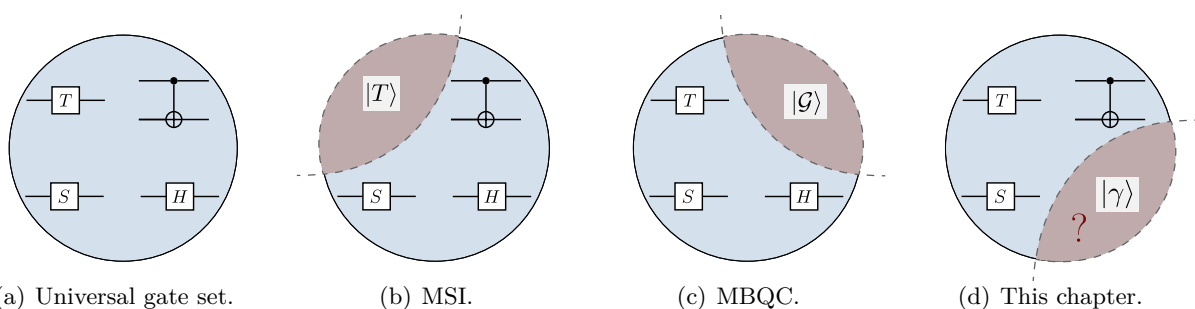 T
S H
(a) Universal gate set.
|T⟩
S H
(b) MSI.
T
|𝒢⟩
S H
(c) MBQC.
T
S
|γ⟩
?
(d) This chapter.